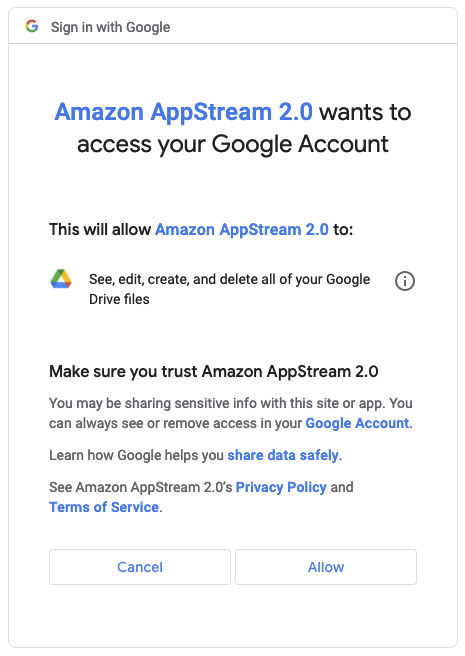 Sign in with Google
Amazon AppStream 2.0 wants to
access your Google Account
This will allow Amazon AppStream 2.0 to:
See, edit, create, and delete all of your Google
Drive files
Make sure you trust Amazon AppStream 2.0
You may be sharing sensitive info with this site or app. You
can always see or remove access in your Google Account.
Learn how Google helps you share data safely.
See Amazon AppStream 2.0's Privacy Policy and
Terms of Service.
Cancel
Allow